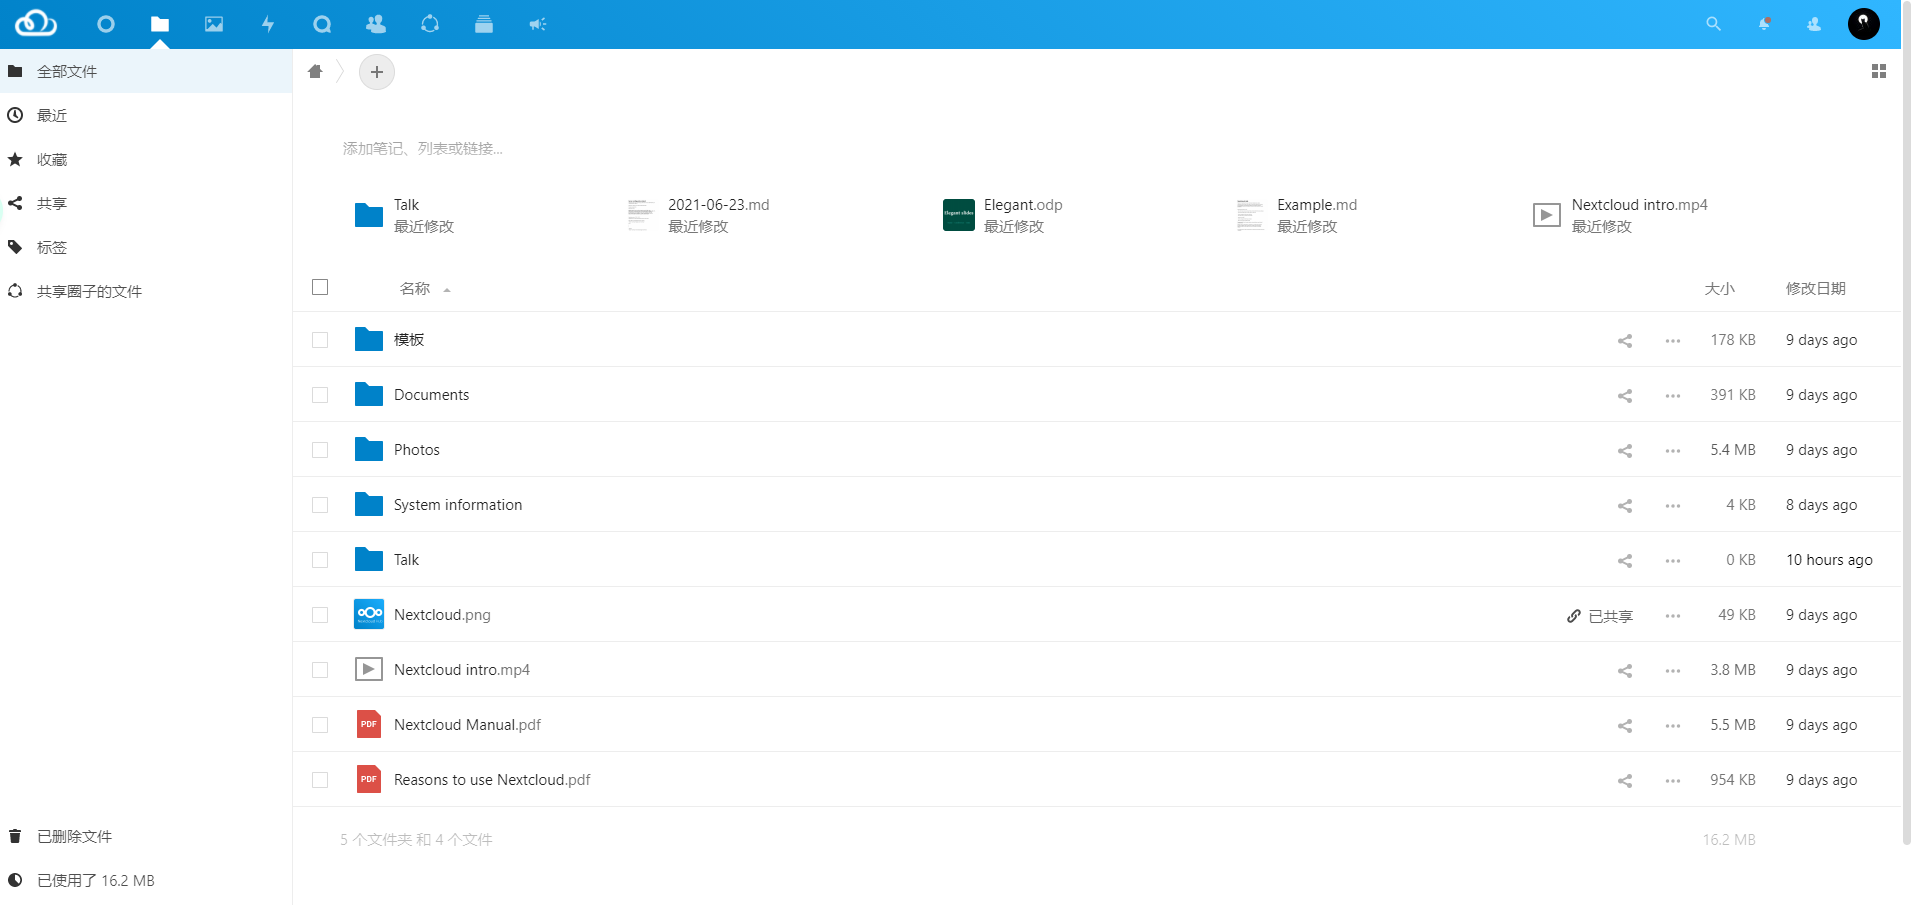 全部文件
最近
收藏
共享
标签
共享圈子的文件
已删除文件
已使用了 16.2 MB
添加笔记、列表或链接...
Talk
最近修改
2021-06-23.md
最近修改
Elegant slides
Elegant.odp
最近修改
Example.md
最近修改
Nextcloud intro.mp4
最近修改
名称 大小 修改日期
模板 178 KB 9 days ago
Documents 391 KB 9 days ago
Photos 5.4 MB 9 days ago
System information 4 KB 8 days ago
Talk 0 KB 10 hours ago
Nextcloud.png 已共享 49 KB 9 days ago
Nextcloud intro.mp4 3.8 MB 9 days ago
PDF Nextcloud Manual.pdf 5.5 MB 9 days ago
PDF Reasons to use Nextcloud.pdf 954 KB 9 days ago
5 个文件夹 和 4 个文件 16.2 MB